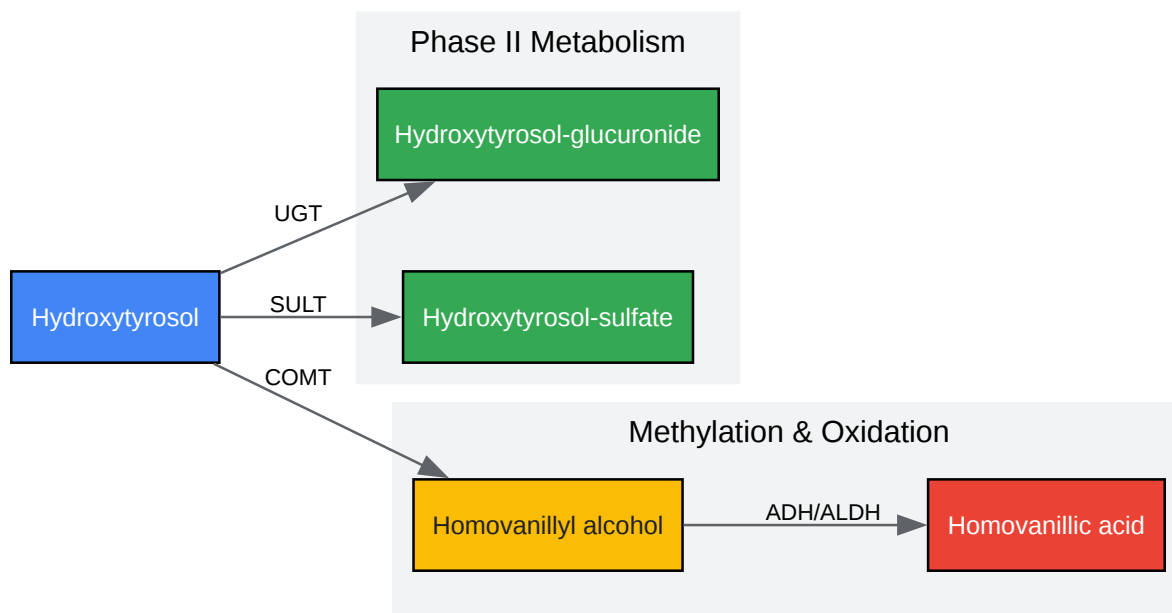 Phase II Metabolism
Hydroxytyrosol-glucuronide
UGT
Hydroxytyrosol
SULT
Hydroxytyrosol-sulfate
COMT
Methylation & Oxidation
Homovanillyl alcohol
ADH/ALDH
Homovanillic acid